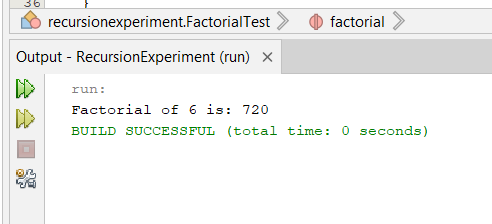 36 }
recursionexperiment.FactorialTest factorial
Output - RecursionExperiment (run) ×
run:
Factorial of 6 is: 720
BUILD SUCCESSFUL (total time: 0 seconds)